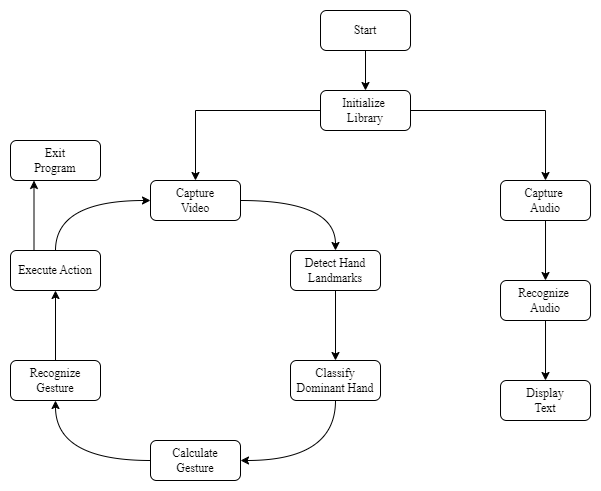 Start
Initialize
Library
Exit
Program
Capture
Video
Capture
Audio
Execute Action
Detect Hand
Landmarks
Recognize
Audio
Recognize
Gesture
Classify
Dominant Hand
Display
Text
Calculate
Gesture